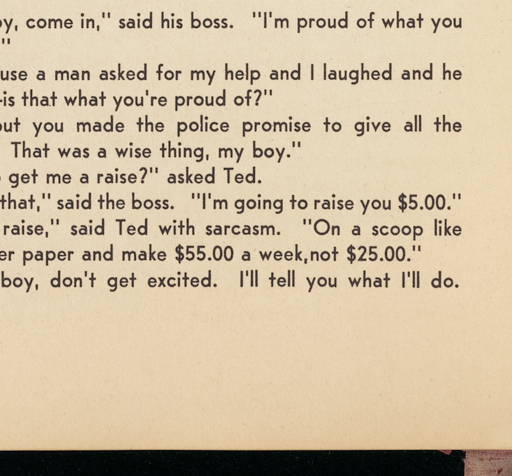 oy, come in," said his boss. "I'm proud of what you
"
use a man asked for my help and I laughed and he
-is that what you're proud of?"
out you made the police promise to give all the
That was a wise thing, my boy."
get me a raise?" asked Ted.
that," said the boss. "I'm going to raise you $5.00."
raise," said Ted with sarcasm. "On a scoop like
er paper and make $55.00 a week,not $25.00."
boy, don't get excited. I'll tell you what I'll do.